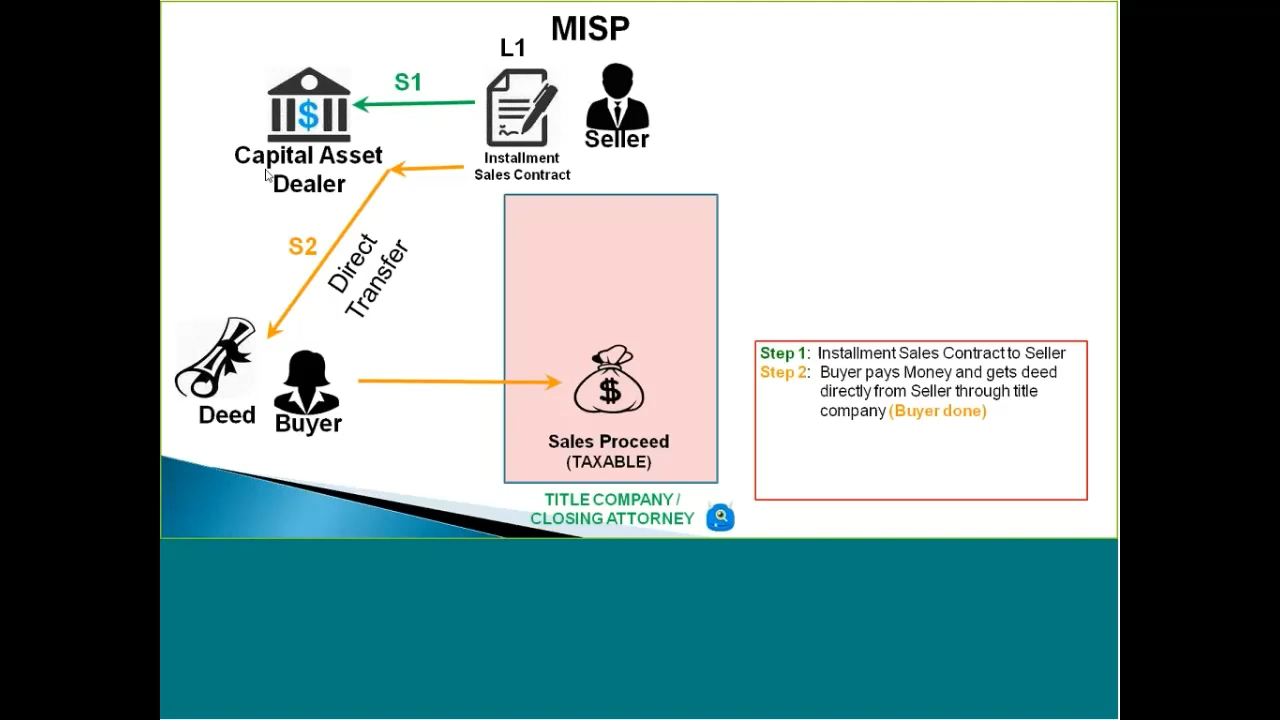 MISP
L1
S1
Seller
Capital Asset
Dealer
Installment
Sales Contract
S2
Direct
Transfer
Deed
Buyer
$
Sales Proceed
(TAXABLE)
Step 1: Installment Sales Contract to Seller
Step 2: Buyer pays Money and gets deed
directly from Seller through title
company (Buyer done)
TITLE COMPANY /
CLOSING ATTORNEY